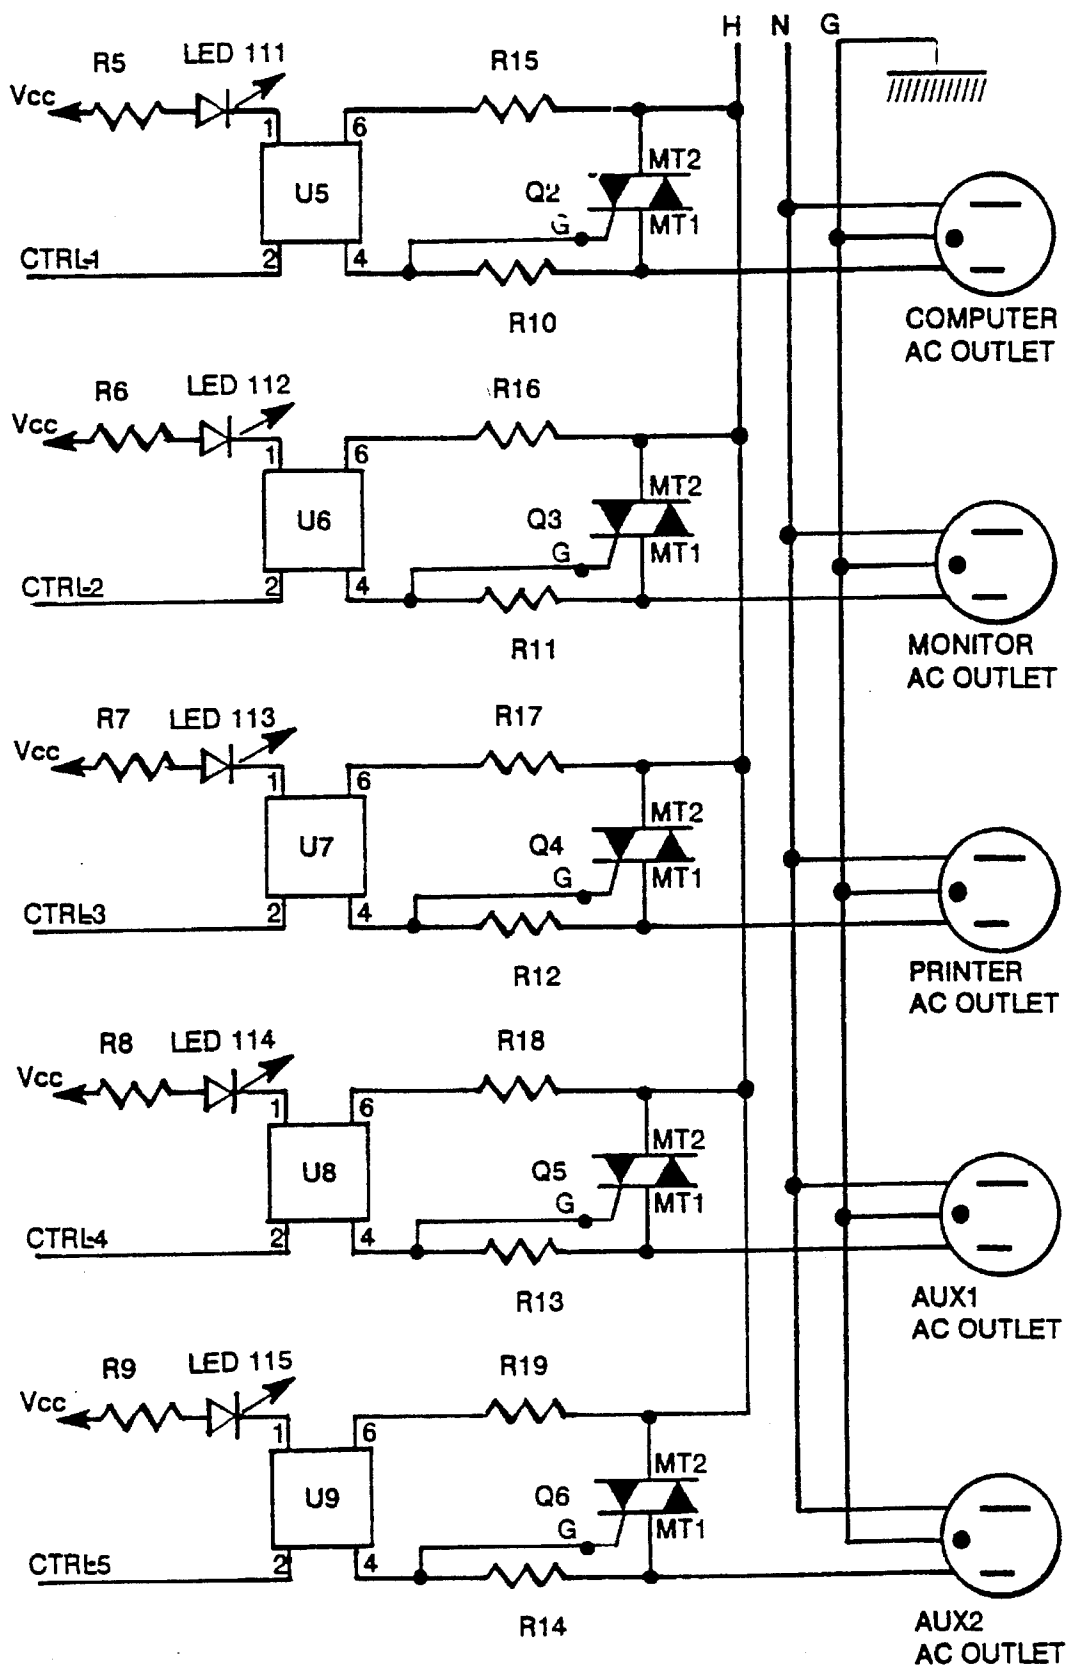 H N G
R5 LED 111 R15
Vcc
1 6
MT2
U5 Q2
G MT1
CTRL-1 2 4
R10
COMPUTER
AC OUTLET
R6 LED 112 R16
Vcc
1 6
MT2
U6 Q3
G MT1
CTRL-2 2 4
R11
MONITOR
AC OUTLET
R7 LED 113 R17
Vcc
1 6
MT2
U7 Q4
G MT1
CTRL-3 2 4
R12
PRINTER
AC OUTLET
R8 LED 114 R18
Vcc
1 6
MT2
U8 Q5
G MT1
CTRL-4 2 4
R13
AUX1
AC OUTLET
R9 LED 115 R19
Vcc
1 6
MT2
U9 Q6
G MT1
CTRL-5 2 4
R14
AUX2
AC OUTLET